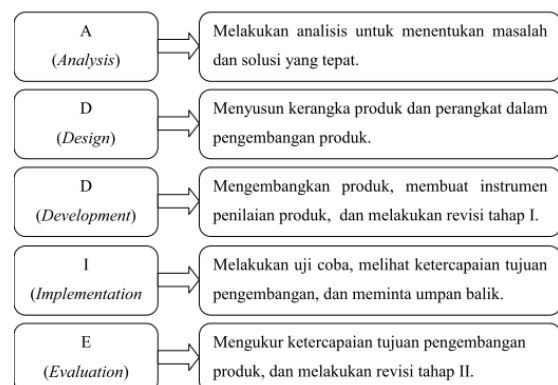 A
(Analysis)
Melakukan analisis untuk menentukan masalah
dan solusi yang tepat.
D
(Design)
Menyusun kerangka produk dan perangkat dalam
pengembangan produk.
D
(Development)
Mengembangkan produk, membuat instrumen
penilaian produk, dan melakukan revisi tahap I.
I
(Implementation
Melakukan uji coba, melihat ketercapaian tujuan
pengembangan, dan meminta umpan balik.
E
(Evaluation)
Mengukur ketercapaian tujuan pengembangan
produk, dan melakukan revisi tahap II.